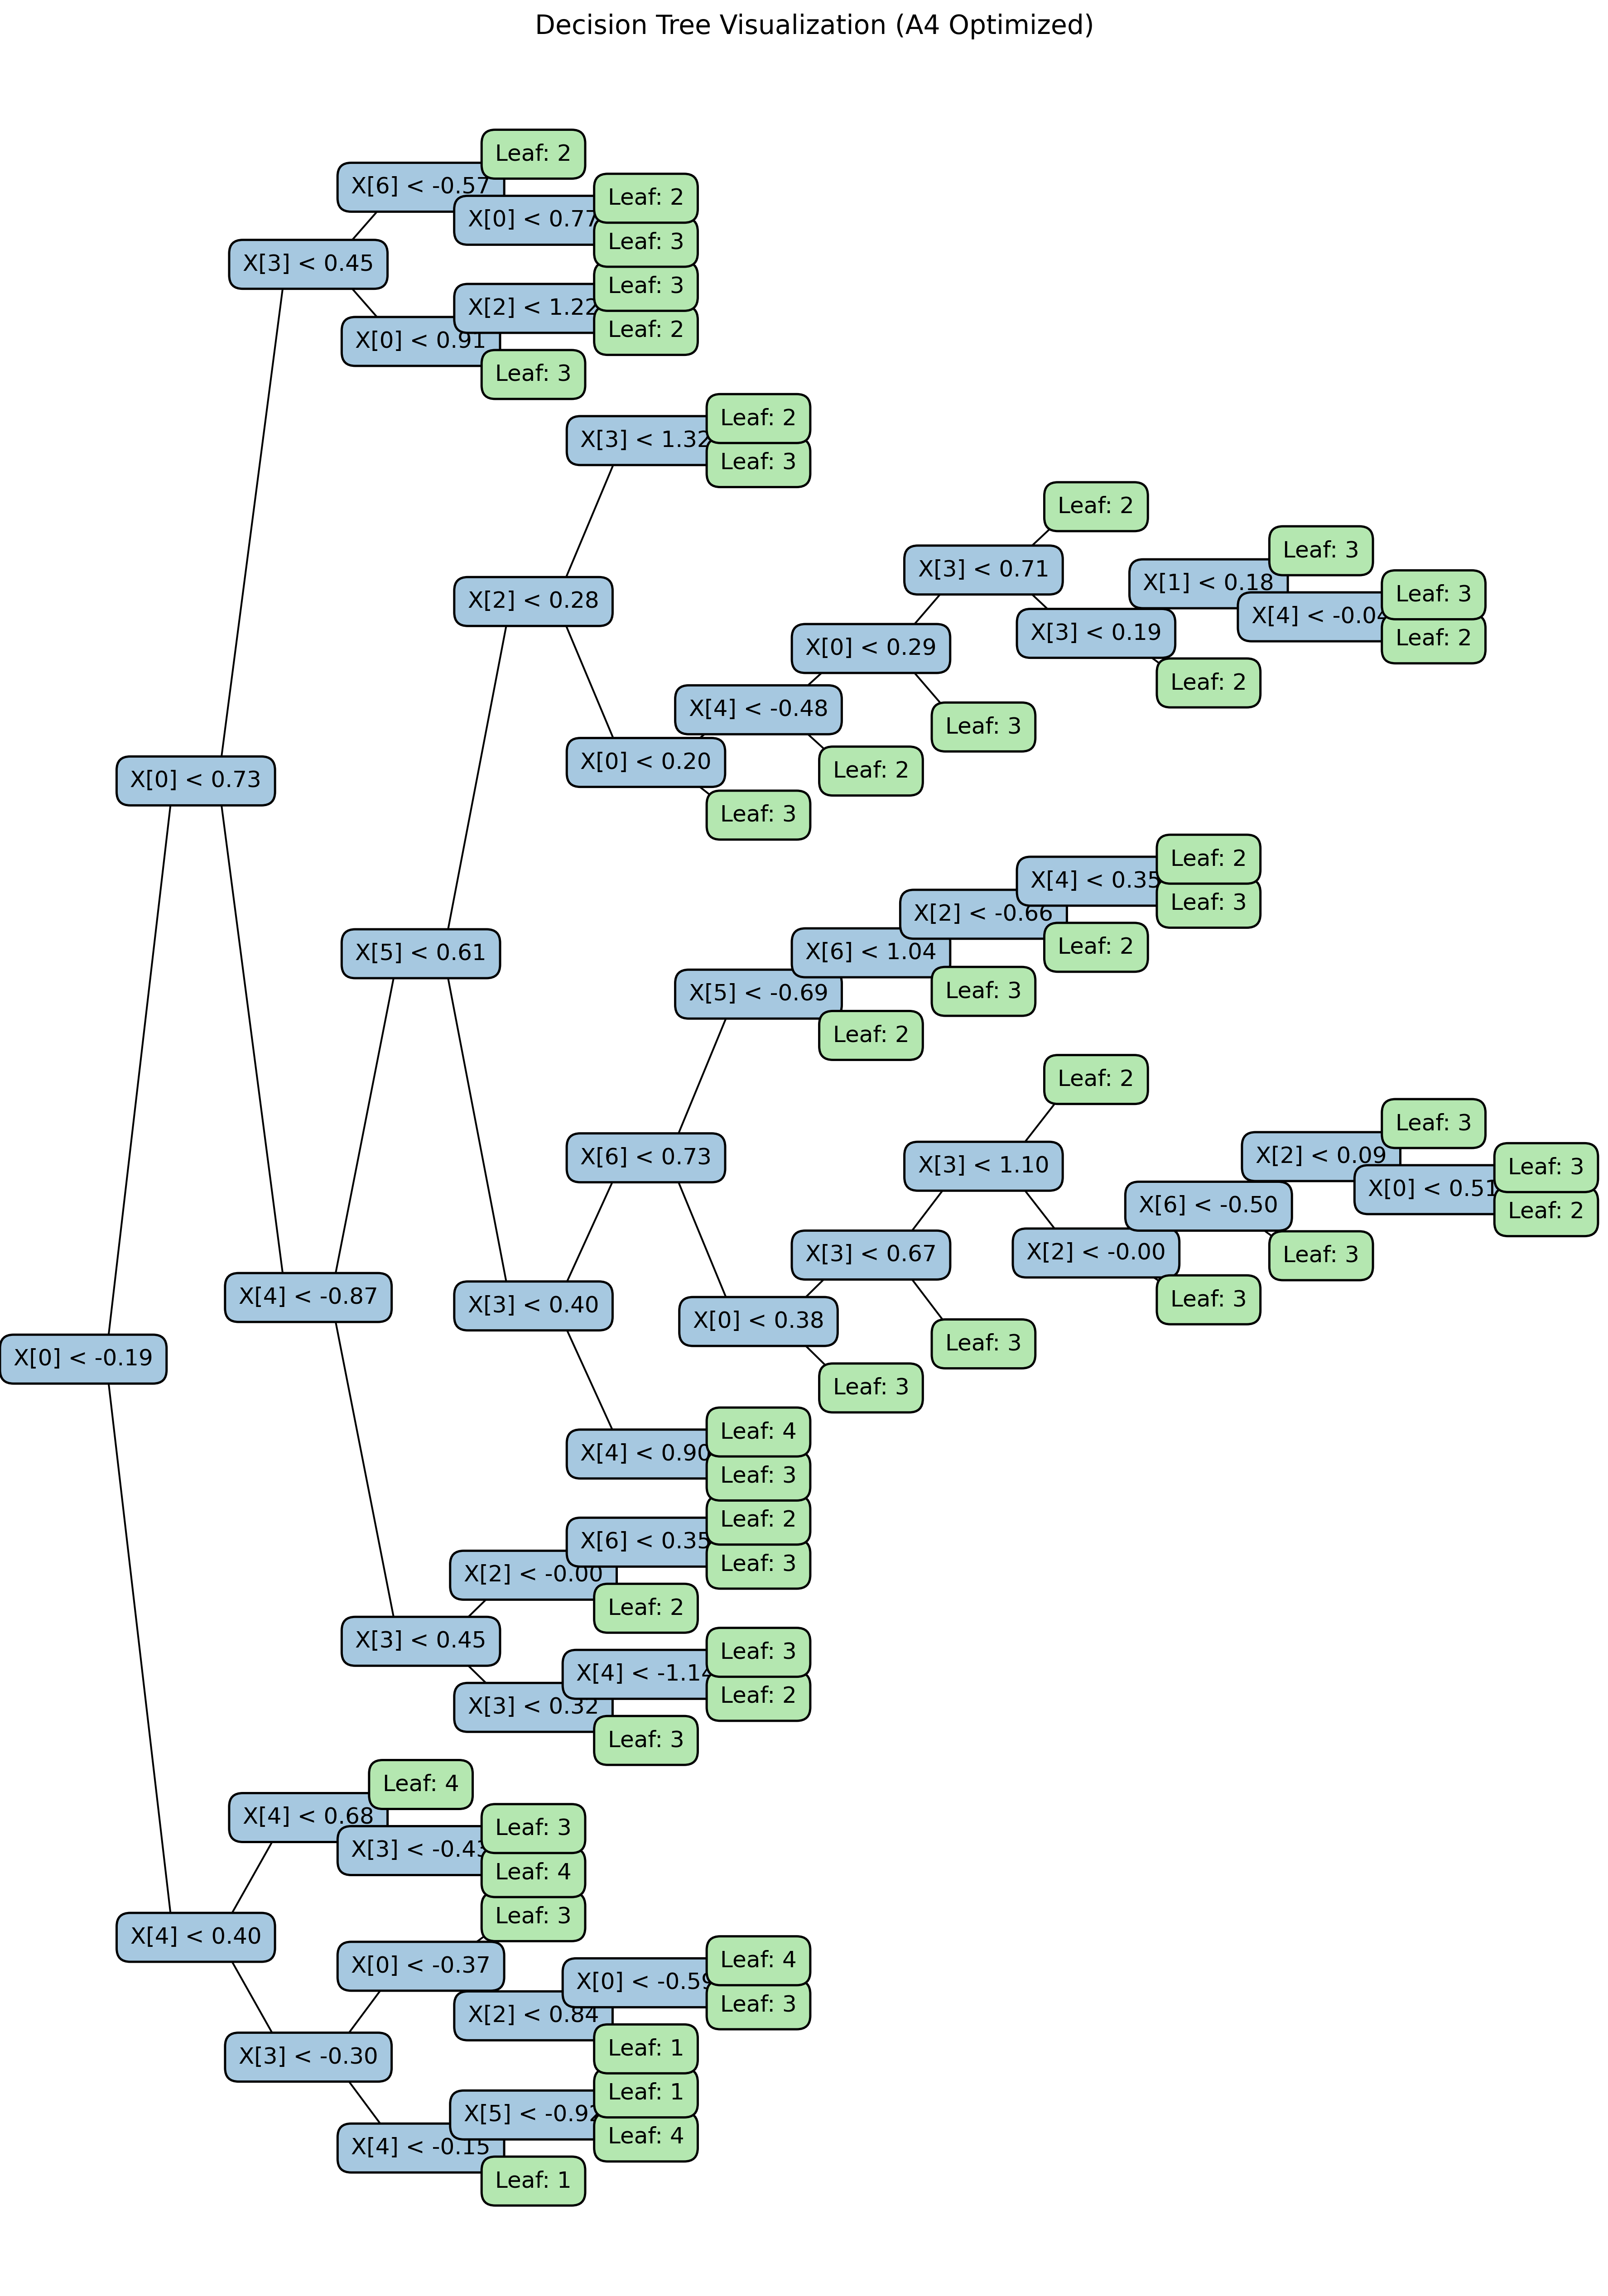 Decision Tree Visualization (A4 Optimized)
Leaf: 2
X[6] < -0.57
Leaf: 2
X[0] < 0.77
Leaf: 3
X[3] < 0.45
Leaf: 3
X[2] < 1.22
Leaf: 2
X[0] < 0.91
Leaf: 3
Leaf: 2
X[3] < 1.32
Leaf: 3
Leaf: 2
Leaf: 3
X[3] < 0.71
X[1] < 0.18
Leaf: 3
X[2] < 0.28
X[4] < -0.04
X[3] < 0.19
Leaf: 2
X[0] < 0.29
Leaf: 2
X[4] < -0.48
Leaf: 3
X[0] < 0.20
Leaf: 2
X[0] < 0.73
Leaf: 3
Leaf: 2
X[4] < 0.35
Leaf: 3
X[2] < -0.66
Leaf: 2
X[5] < 0.61
X[6] < 1.04
Leaf: 3
X[5] < -0.69
Leaf: 2
Leaf: 2
Leaf: 3
X[2] < 0.09
X[6] < 0.73
X[3] < 1.10
Leaf: 3
X[0] < 0.51
X[6] < -0.50
Leaf: 2
X[3] < 0.67
X[2] < -0.00
Leaf: 3
X[4] < -0.87
Leaf: 3
X[3] < 0.40
X[0] < 0.38
Leaf: 3
X[0] < -0.19
Leaf: 3
Leaf: 4
X[4] < 0.90
Leaf: 3
Leaf: 2
X[6] < 0.35
Leaf: 3
X[2] < -0.00
Leaf: 2
X[3] < 0.45
Leaf: 3
X[4] < -1.14
Leaf: 2
X[3] < 0.32
Leaf: 3
Leaf: 4
X[4] < 0.68
Leaf: 3
X[3] < -0.43
Leaf: 4
Leaf: 3
X[4] < 0.40
X[0] < -0.37
Leaf: 4
X[0] < -0.59
Leaf: 3
X[2] < 0.84
Leaf: 1
X[3] < -0.30
Leaf: 1
X[5] < -0.92
Leaf: 4
X[4] < -0.15
Leaf: 1